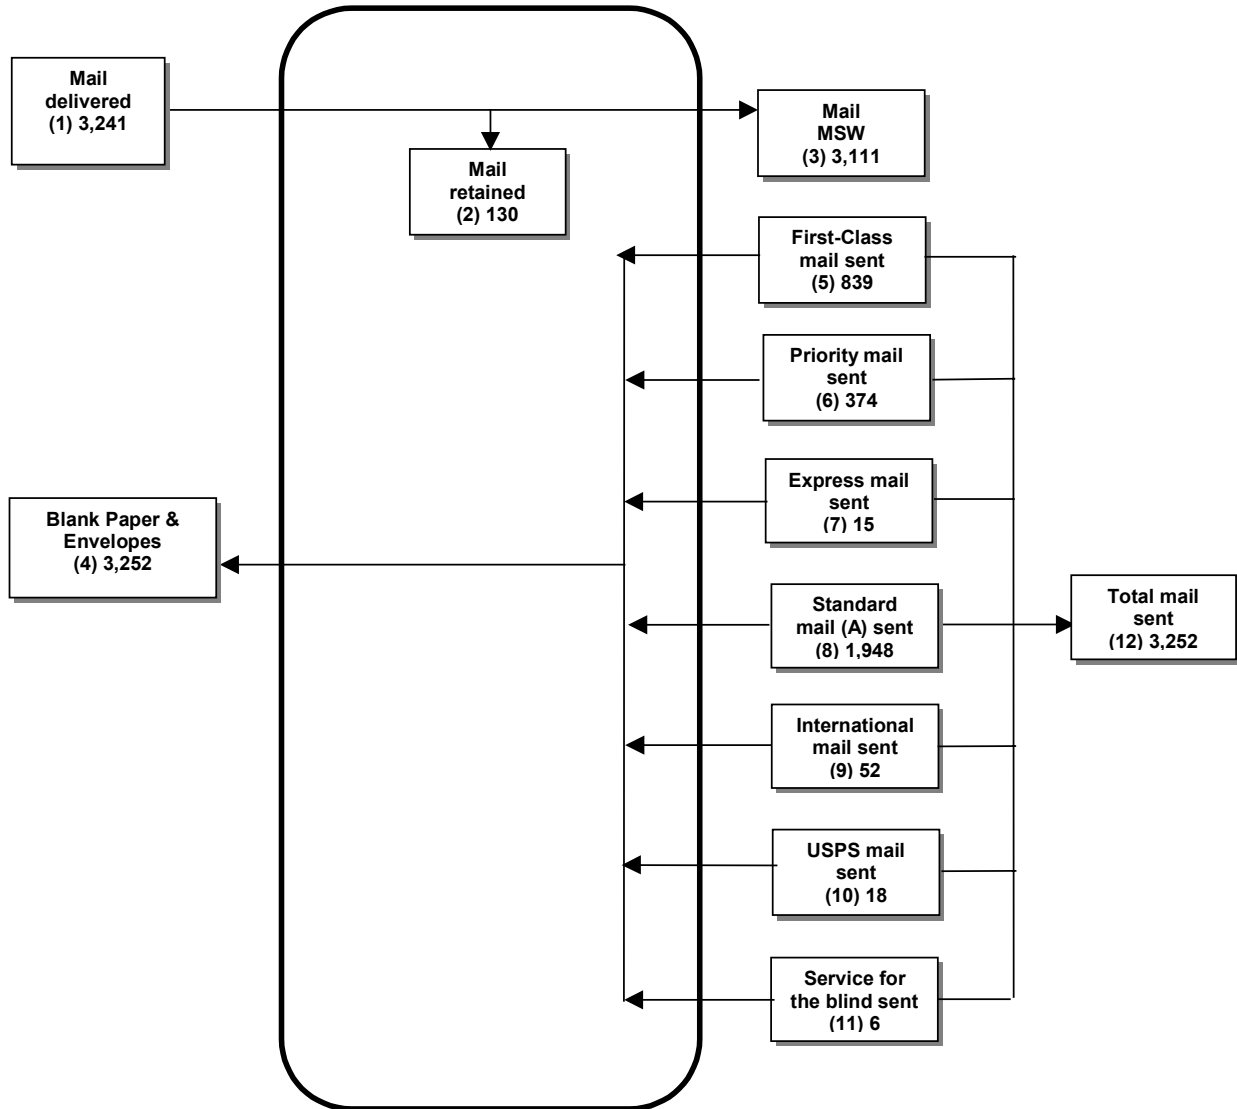 Mail
delivered
(1) 3,241
Mail
retained
(2) 130
Mail
MSW
(3) 3,111
First-Class
mail sent
(5) 839
Priority mail
sent
(6) 374
Express mail
sent
(7) 15
Blank Paper &
Envelopes
(4) 3,252
Standard
mail (A) sent
(8) 1,948
Total mail
sent
(12) 3,252
International
mail sent
(9) 52
USPS mail
sent
(10) 18
Service for
the blind sent
(11) 6